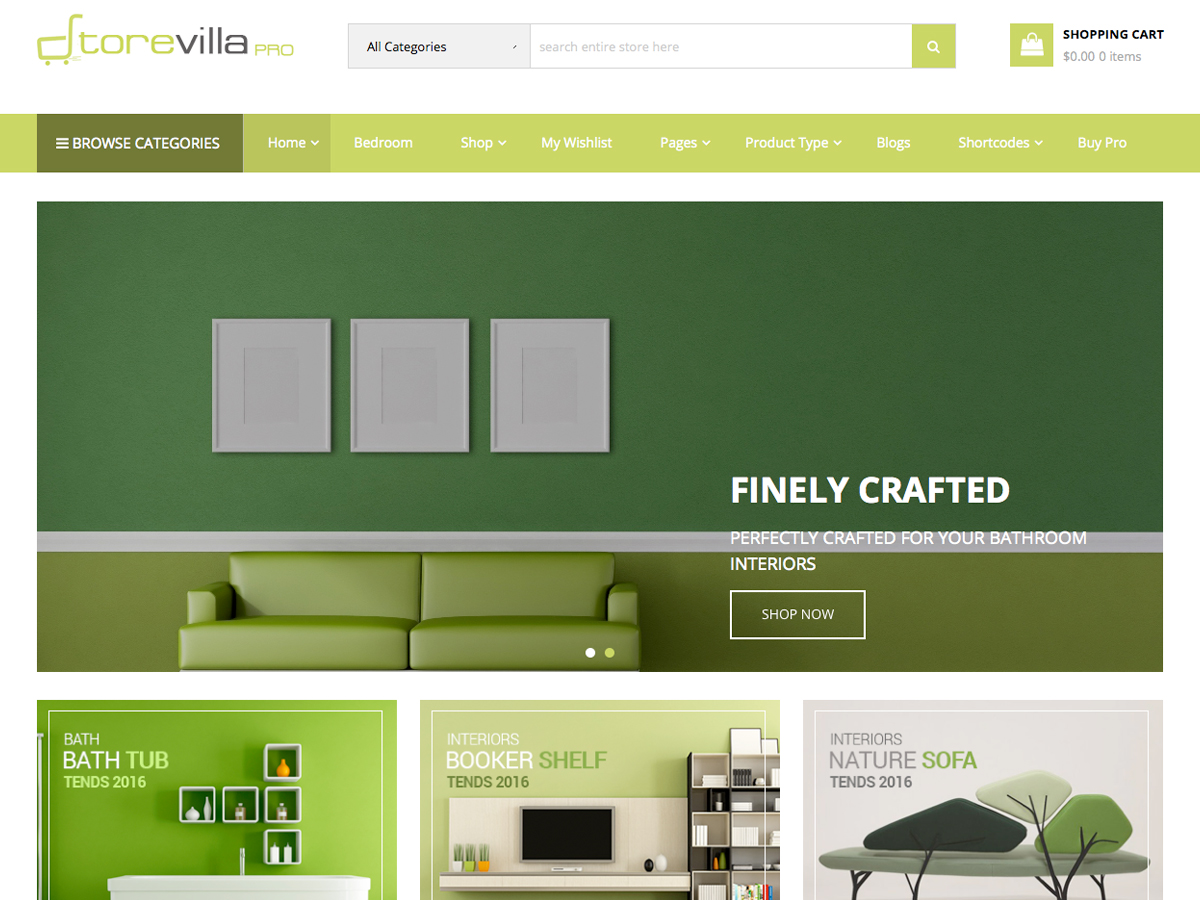 torevilla PRO
All Categories
search entire store here
SHOPPING CART
$0.00 0 items
BROWSE CATEGORIES
Home
Bedroom
Shop
My Wishlist
Pages
Product Type
Blogs
Shortcodes
Buy Pro
FINELY CRAFTED
PERFECTLY CRAFTED FOR YOUR BATHROOM
INTERIORS
SHOP NOW
BATH
BATH TUB
TENDS 2016
INTERIORS
BOOKER SHELF
TENDS 2016
INTERIORS
NATURE SOFA
TENDS 2016